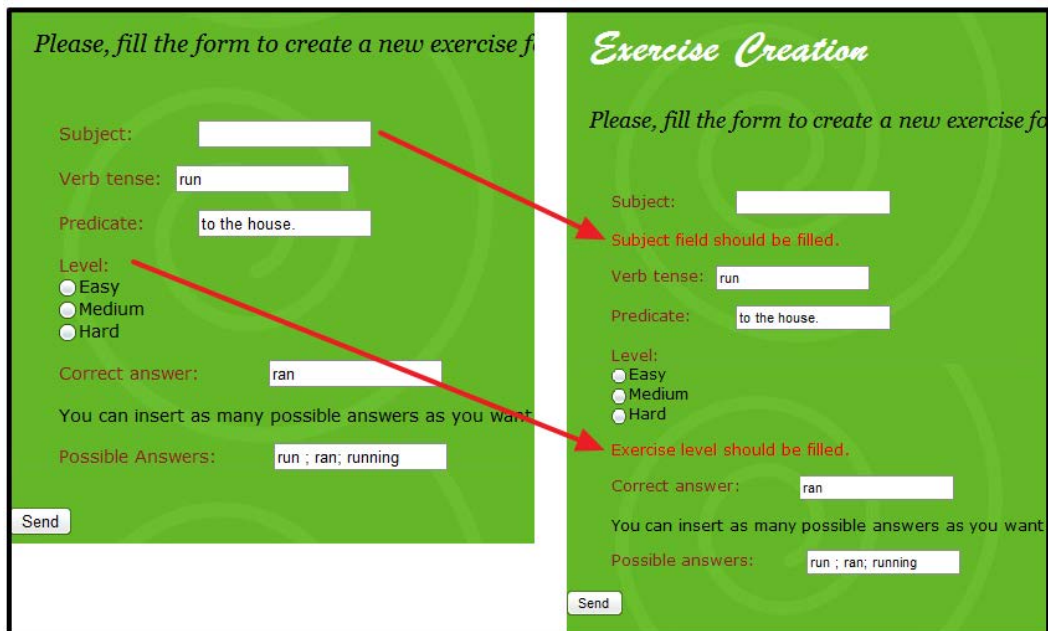 Please, fill the form to create a new exercise
Subject:
Verb tense: run
Predicate: to the house.
Level:
Easy
Medium
Hard
Correct answer: ran
You can insert as many possible answers as you want
Possible Answers: run ; ran; running
Send
Exercise Creation
Please, fill the form to create a new exercise
Subject:
Subject field should be filled.
Verb tense: run
Predicate: to the house.
Level:
Easy
Medium
Hard
Exercise level should be filled.
Correct answer: ran
You can insert as many possible answers as you want
Possible answers: run ; ran; running
Send